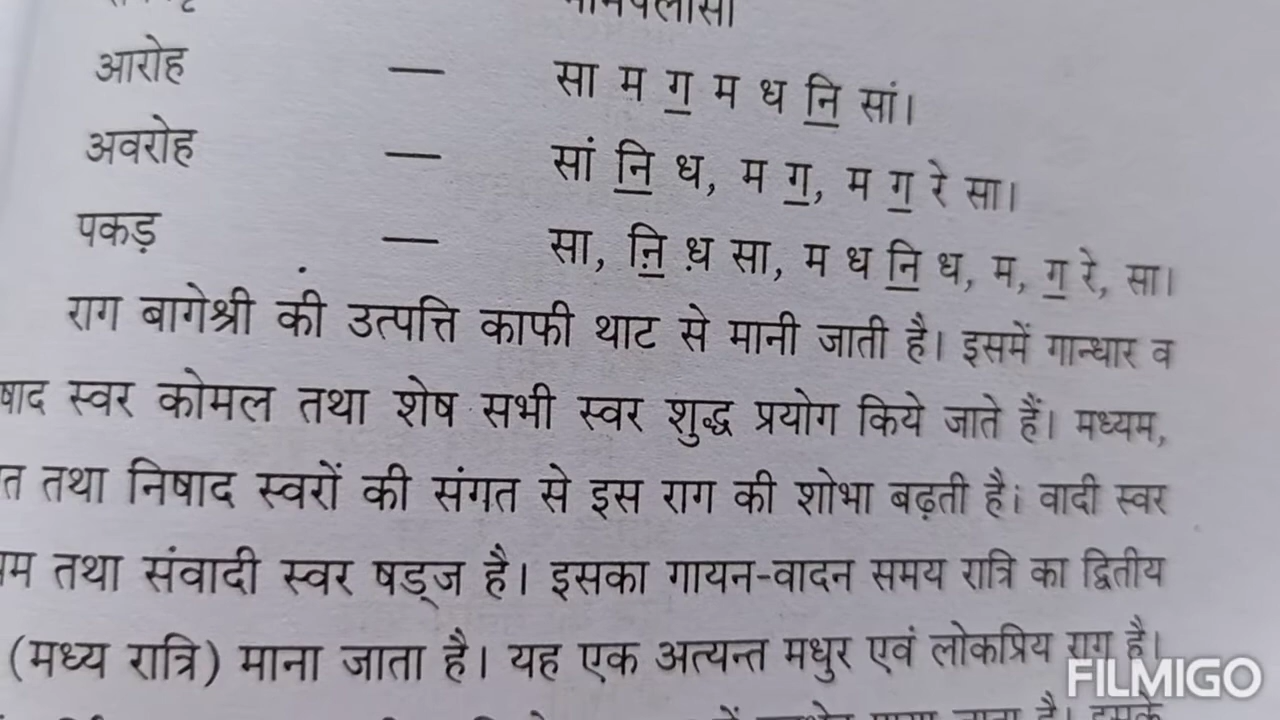 आरोह — सा म ग॒ म ध नि॒ सां।
अवरोह — सां नि॒ ध, म ग॒, म ग॒ रे सा।
पकड़ — सा, ऩि॒ ध़ सा, म ध नि॒ ध, म, ग॒ रे, सा।
राग बागेश्री की उत्पत्ति काफी थाट से मानी जाती है। इसमें गान्धार व
षाद स्वर कोमल तथा शेष सभी स्वर शुद्ध प्रयोग किये जाते हैं। मध्यम,
त तथा निषाद स्वरों की संगत से इस राग की शोभा बढ़ती है। वादी स्वर
यम तथा संवादी स्वर षड्ज है। इसका गायन-वादन समय रात्रि का द्वितीय
(मध्य रात्रि) माना जाता है। यह एक अत्यन्त मधुर एवं लोकप्रिय राग है।
FILMIGO